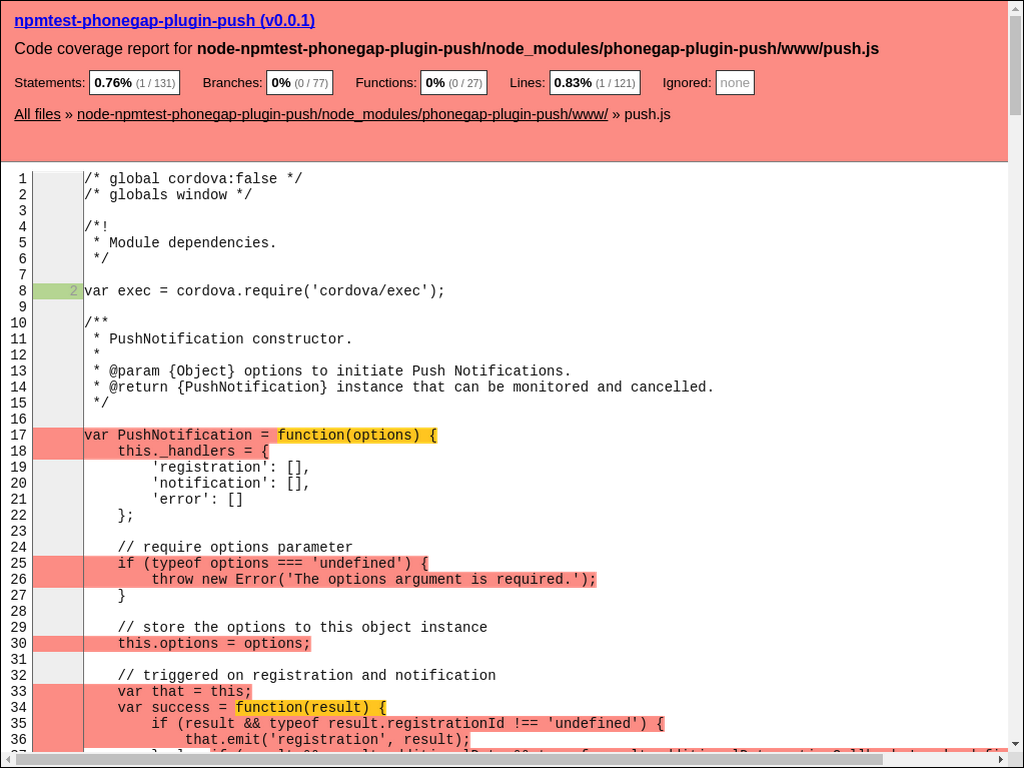 npmtest-phonegap-plugin-push (v0.0.1)
Code coverage report for node-npmtest-phonegap-plugin-push/node_modules/phonegap-plugin-push/www/push.js
Statements: 0.76% (1 / 131) Branches: 0% (0 / 77) Functions: 0% (0 / 27) Lines: 0.83% (1 / 121) Ignored: none
All files » node-npmtest-phonegap-plugin-push/node_modules/phonegap-plugin-push/www/ » push.js
1 /* global cordova:false */
2 /* globals window */
3
4 /*!
5  * Module dependencies.
6  */
7
8 2 var exec = cordova.require('cordova/exec');
9
10 /**
11  * PushNotification constructor.
12  *
13  * @param {Object} options to initiate Push Notifications.
14  * @return {PushNotification} instance that can be monitored and cancelled.
15  */
16
17 var PushNotification = function(options) {
18     this._handlers = {
19         'registration': [],
20         'notification': [],
21         'error': []
22     };
23
24     // require options parameter
25     if (typeof options === 'undefined') {
26         throw new Error('The options argument is required.');
27     }
28
29     // store the options to this object instance
30     this.options = options;
31
32     // triggered on registration and notification
33     var that = this;
34     var success = function(result) {
35         if (result && typeof result.registrationId !== 'undefined') {
36             that.emit('registration', result);